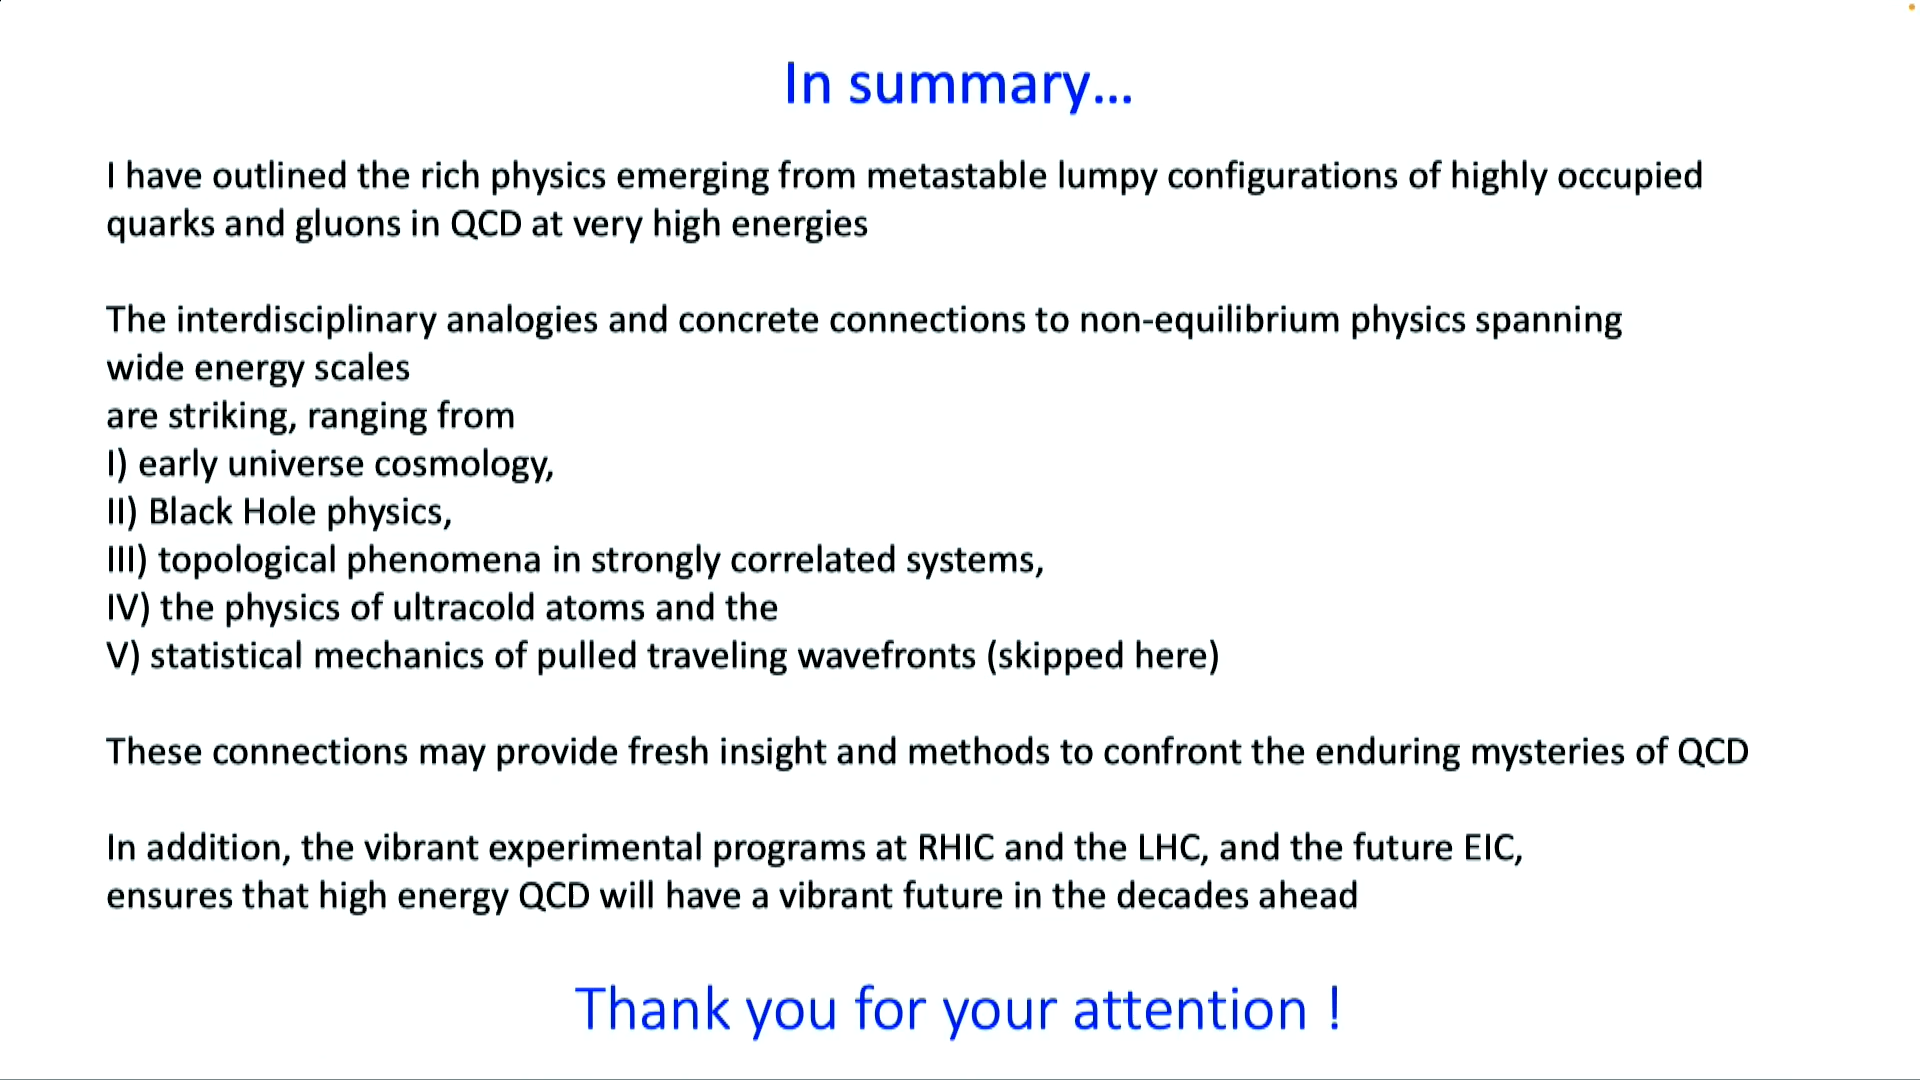 In summary...
I have outlined the rich physics emerging from metastable lumpy configurations of highly occupied
quarks and gluons in QCD at very high energies
The interdisciplinary analogies and concrete connections to non-equilibrium physics spanning
wide energy scales
are striking, ranging from
I) early universe cosmology,
II) Black Hole physics,
III) topological phenomena in strongly correlated systems,
IV) the physics of ultracold atoms and the
V) statistical mechanics of pulled traveling wavefronts (skipped here)
These connections may provide fresh insight and methods to confront the enduring mysteries of QCD
In addition, the vibrant experimental programs at RHIC and the LHC, and the future EIC,
ensures that high energy QCD will have a vibrant future in the decades ahead
Thank you for your attention !